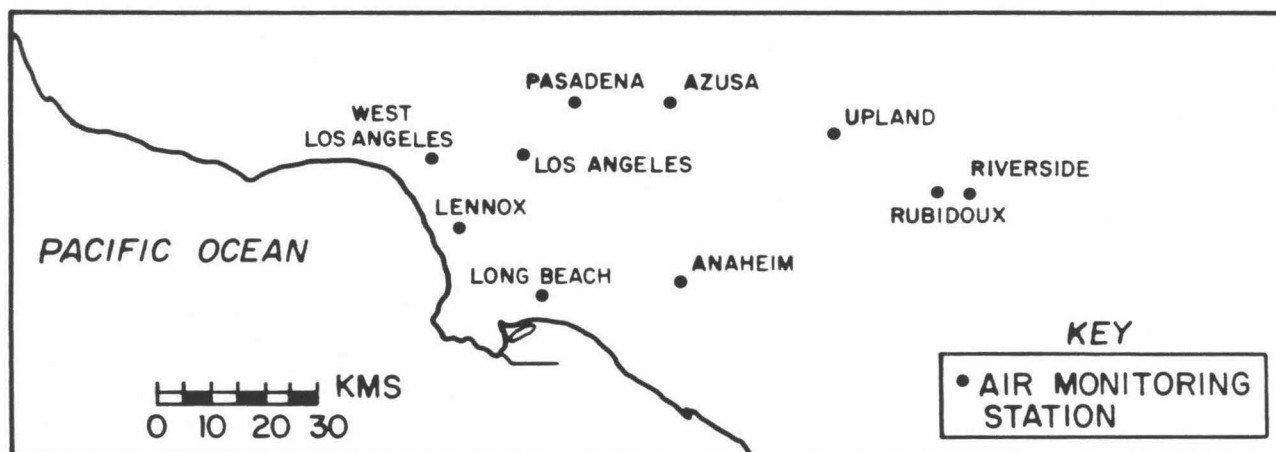 PASADENA
AZUSA
WEST
LOS ANGELES
UPLAND
LOS ANGELES
RIVERSIDE
RUBIDOUX
LENNOX
PACIFIC OCEAN
ANAHEIM
LONG BEACH
KEY
KMS
0 10 20 30
• AIR MONITORING
STATION